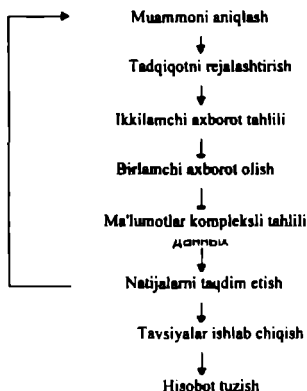 Muammoni aniqlash
Tadqiqotni rejalashtirish
Ikkilamchi axborot tahlili
Birlamchi axborot olish
Ma'lumotlar kompleksli tahlili
данных
Natijalarni taqdim etish
Tavsiyalar ishlab chiqish
Hisobot tuzish